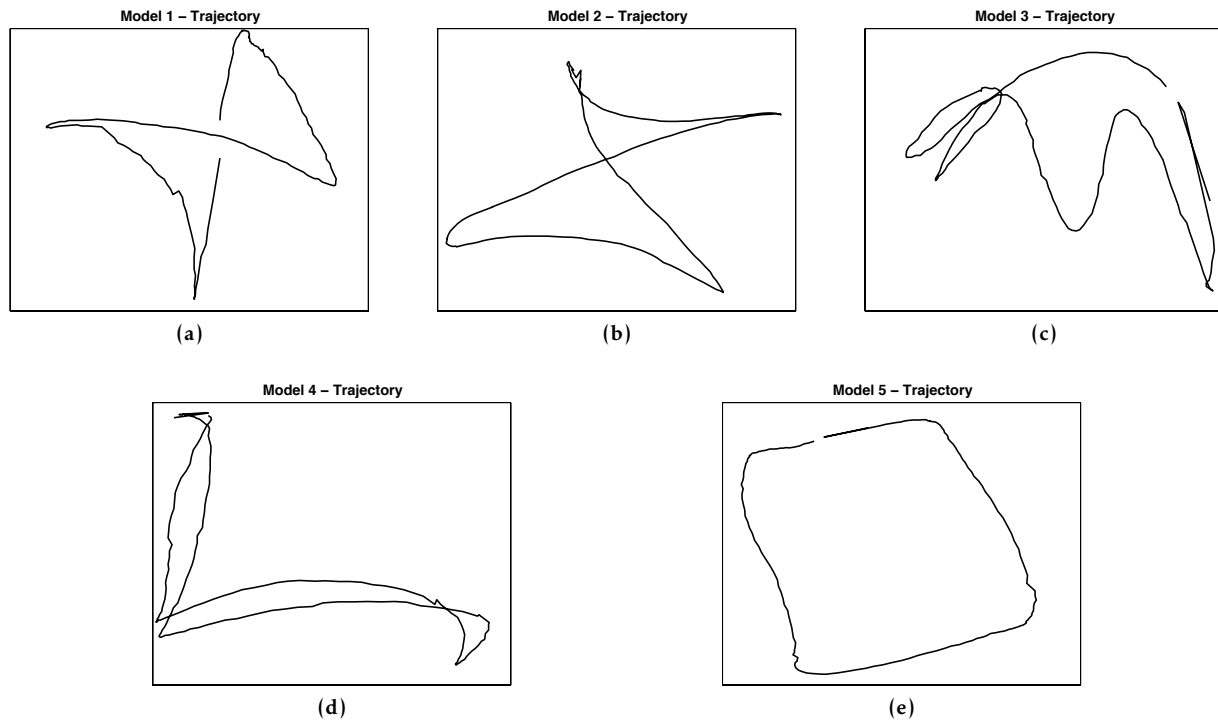 Model 1 – Trajectory
Model 2 – Trajectory
Model 3 – Trajectory
(a)
(b)
(c)
Model 4 – Trajectory
Model 5 – Trajectory
(d)
(e)